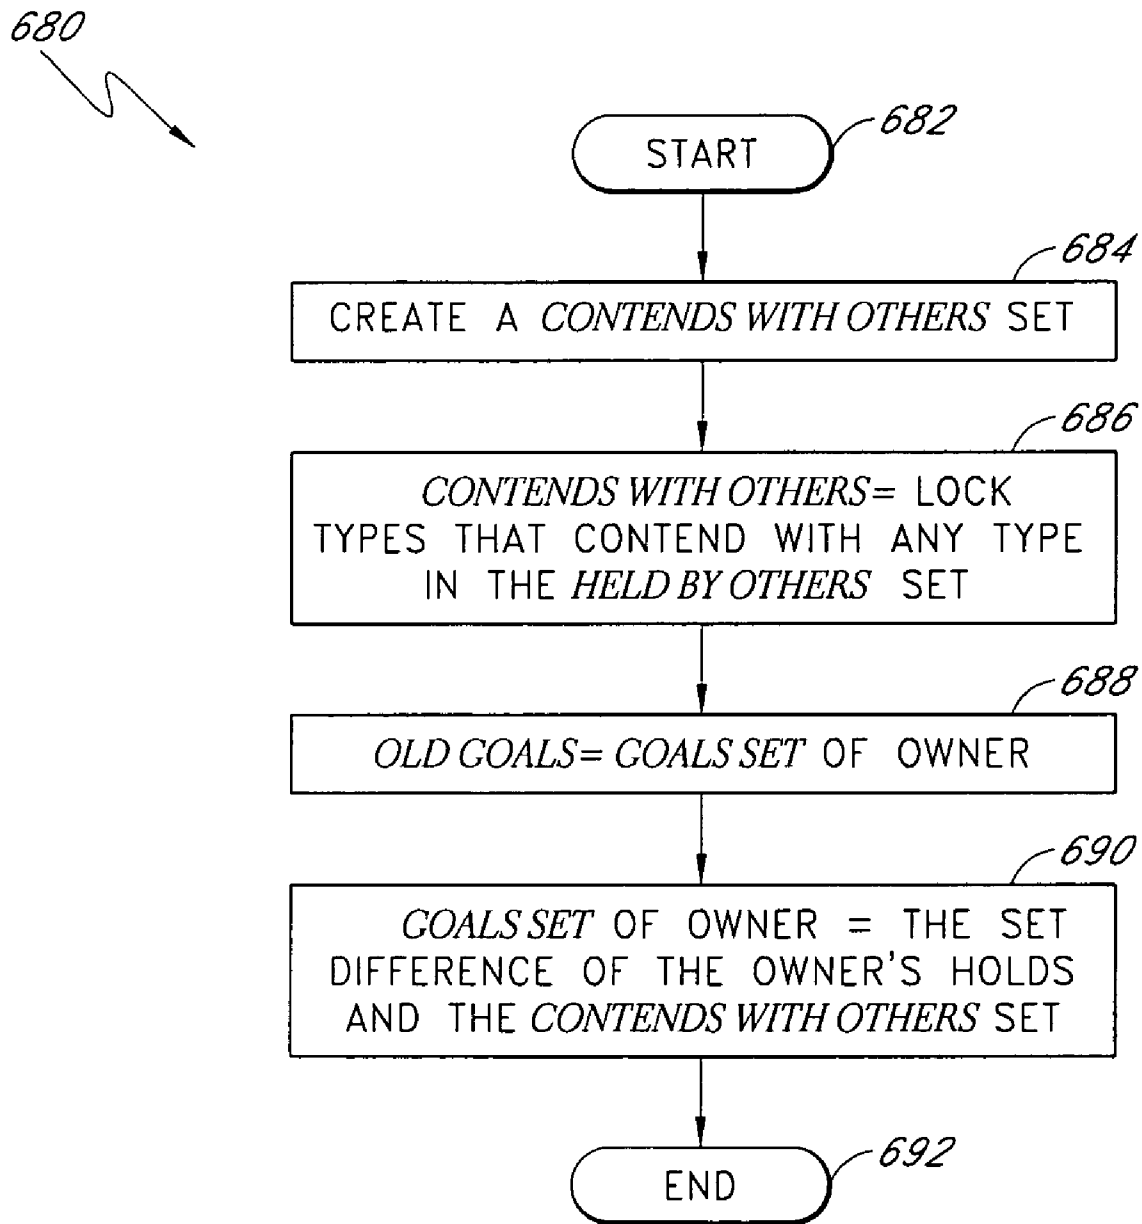 680
START
682
684
CREATE A CONTENDS WITH OTHERS SET
686
CONTENDS WITH OTHERS = LOCK
TYPES THAT CONTEND WITH ANY TYPE
IN THE HELD BY OTHERS SET
688
OLD GOALS = GOALS SET OF OWNER
690
GOALS SET OF OWNER = THE SET
DIFFERENCE OF THE OWNER'S HOLDS
AND THE CONTENDS WITH OTHERS SET
END
692